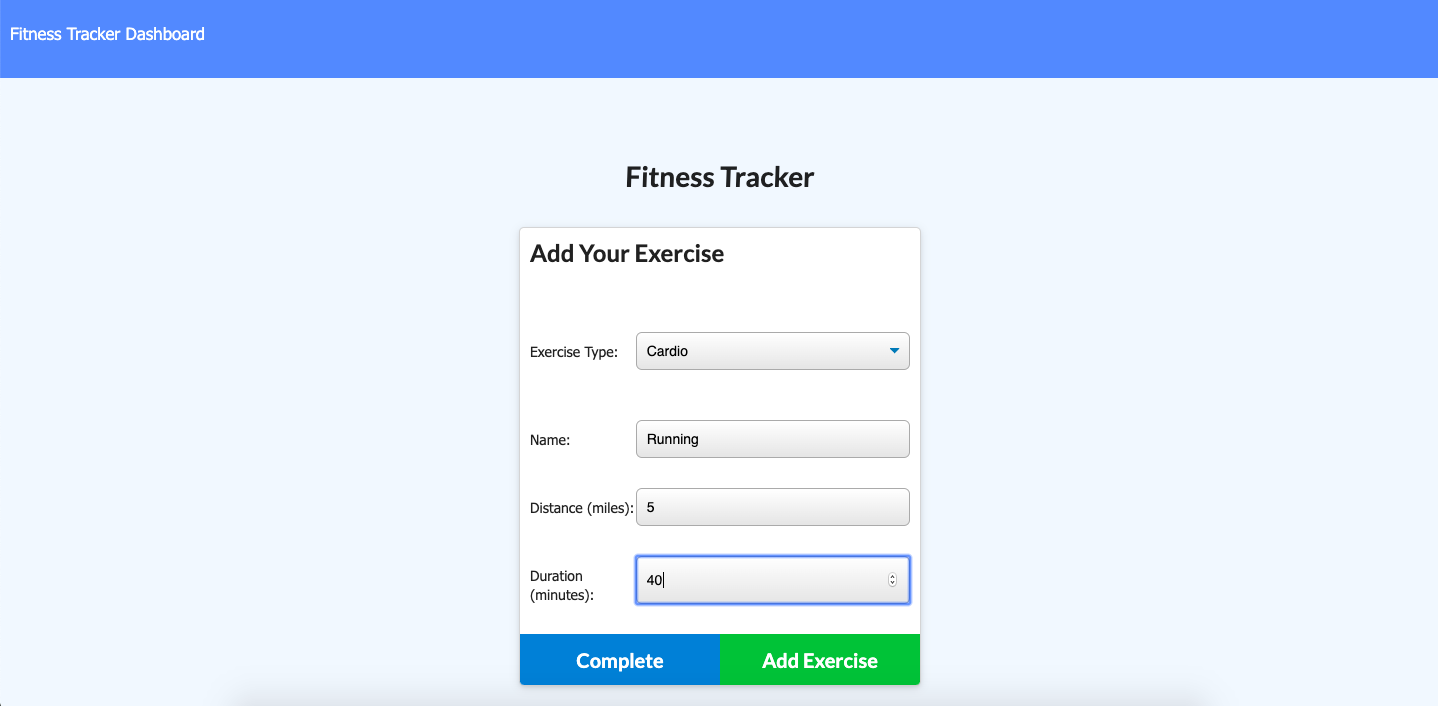 Fitness Tracker Dashboard
Fitness Tracker
Add Your Exercise
Exercise Type: Cardio
Name: Running
Distance (miles): 5
Duration
(minutes): 40
Complete Add Exercise